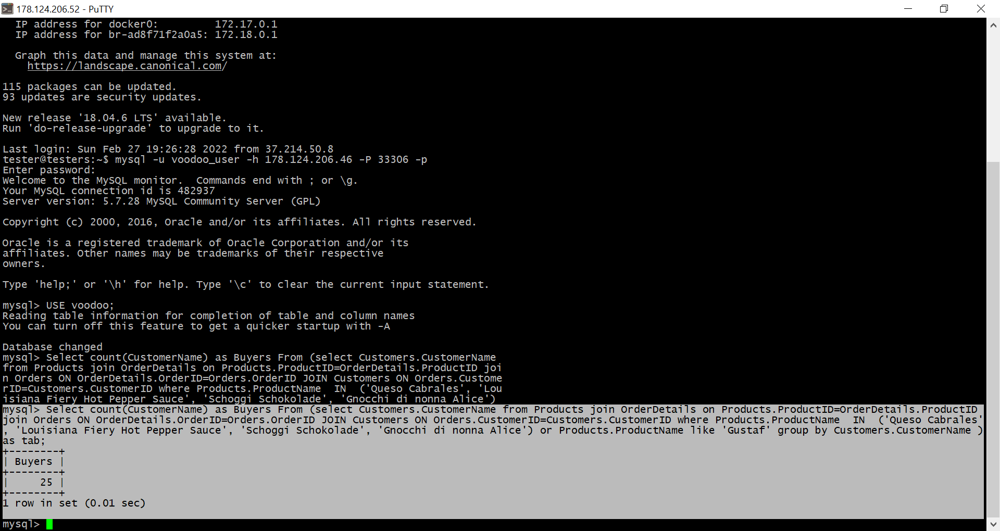 178.124.206.52 - PuTTY
  IP address for docker0:         172.17.0.1
  IP address for br-ad8f71f2a0a5: 172.18.0.1
  Graph this data and manage this system at:
    https://landscape.canonical.com/
115 packages can be updated.
93 updates are security updates.
New release '18.04.6 LTS' available.
Run 'do-release-upgrade' to upgrade to it.
Last login: Sun Feb 27 19:26:28 2022 from 37.214.50.8
tester@testers:~$ mysql -u voodoo_user -h 178.124.206.46 -P 33306 -p
Enter password:
Welcome to the MySQL monitor.  Commands end with ; or \g.
Your MySQL connection id is 482937
Server version: 5.7.28 MySQL Community Server (GPL)
Copyright (c) 2000, 2016, Oracle and/or its affiliates. All rights reserved.
Oracle is a registered trademark of Oracle Corporation and/or its
affiliates. Other names may be trademarks of their respective
owners.
Type 'help;' or '\h' for help. Type '\c' to clear the current input statement.
mysql> USE voodoo;
Reading table information for completion of table and column names
You can turn off this feature to get a quicker startup with -A
Database changed
mysql> Select count(CustomerName) as Buyers From (select Customers.CustomerName
from Products join OrderDetails on Products.ProductID=OrderDetails.ProductID joi
n Orders ON OrderDetails.OrderID=Orders.OrderID JOIN Customers ON Orders.Custome
rID=Customers.CustomerID where Products.ProductName  IN  ('Queso Cabrales', 'Lou
isiana Fiery Hot Pepper Sauce', 'Schoggi Schokolade', 'Gnocchi di nonna Alice')
mysql> Select count(CustomerName) as Buyers From (select Customers.CustomerName from Products join OrderDetails on Products.ProductID=OrderDetails.ProductID
join Orders ON OrderDetails.OrderID=Orders.OrderID JOIN Customers ON Orders.CustomerID=Customers.CustomerID where Products.ProductName  IN  ('Queso Cabrales'
, 'Louisiana Fiery Hot Pepper Sauce', 'Schoggi Schokolade', 'Gnocchi di nonna Alice') or Products.ProductName like 'Gustaf' group by Customers.CustomerName )
as tab;
+--------+
| Buyers |
+--------+
|     25 |
+--------+
1 row in set (0.01 sec)
mysql>